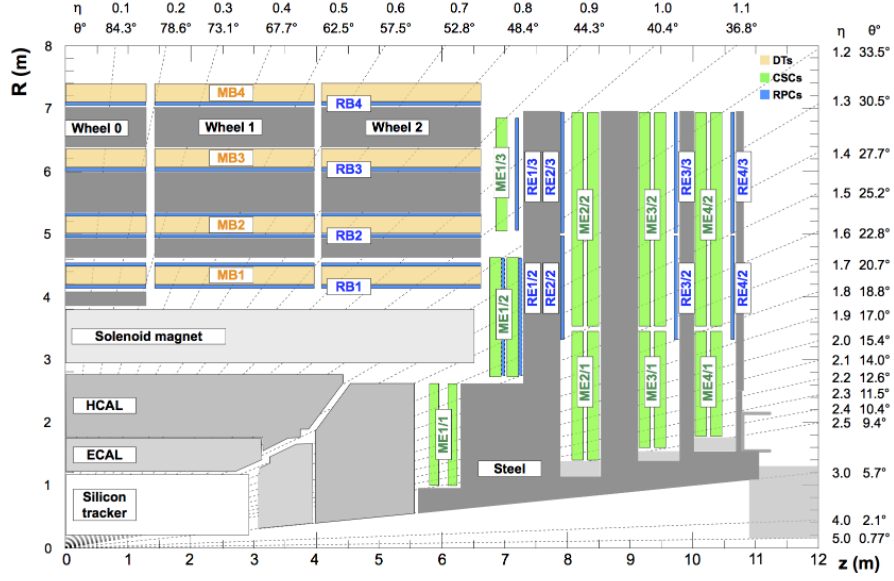 η 0.1 0.2 0.3 0.4 0.5 0.6 0.7 0.8 0.9 1.0 1.1
θ° 84.3° 78.6° 73.1° 67.7° 62.5° 57.5° 52.8° 48.4° 44.3° 40.4° 36.8° η θ°
R (m)
8
7
6
5
4
3
2
1
0
1.2 33.5°
1.3 30.5°
1.4 27.7°
1.5 25.2°
1.6 22.8°
1.7 20.7°
1.8 18.8°
1.9 17.0°
2.0 15.4°
2.1 14.0°
2.2 12.6°
2.3 11.5°
2.4 10.4°
2.5 9.4°
3.0 5.7°
4.0 2.1°
5.0 0.77°
DTs
CSCs
RPCs
MB4
RB4
Wheel 0 Wheel 1 Wheel 2
MB3
RB3
MB2
RB2
MB1
RB1
Solenoid magnet
HCAL
ECAL
Silicon
tracker
Steel
ME1/3
RE1/3
RE2/3
ME2/2
ME3/2
RE3/3
ME4/2
RE4/3
ME1/2
RE1/2
RE2/2
RE3/2
RE4/2
ME1/1
ME2/1
ME3/1
ME4/1
0 1 2 3 4 5 6 7 8 9 10 11 12
z (m)